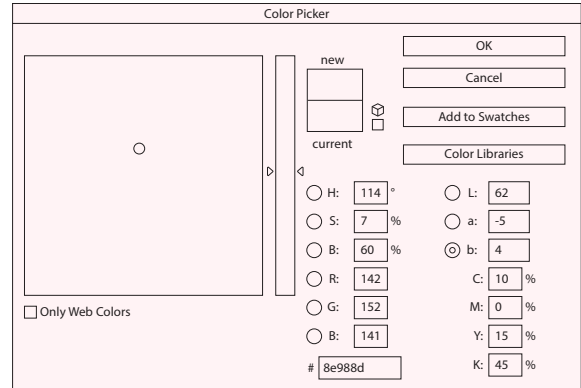 Color Picker
new
current
OK
Cancel
Add to Swatches
Color Libraries
H: 114 °
S: 7 %
B: 60 %
R: 142
G: 152
B: 141
# 8e988d
L: 62
a: -5
b: 4
C: 10 %
M: 0 %
Y: 15 %
K: 45 %
Only Web Colors